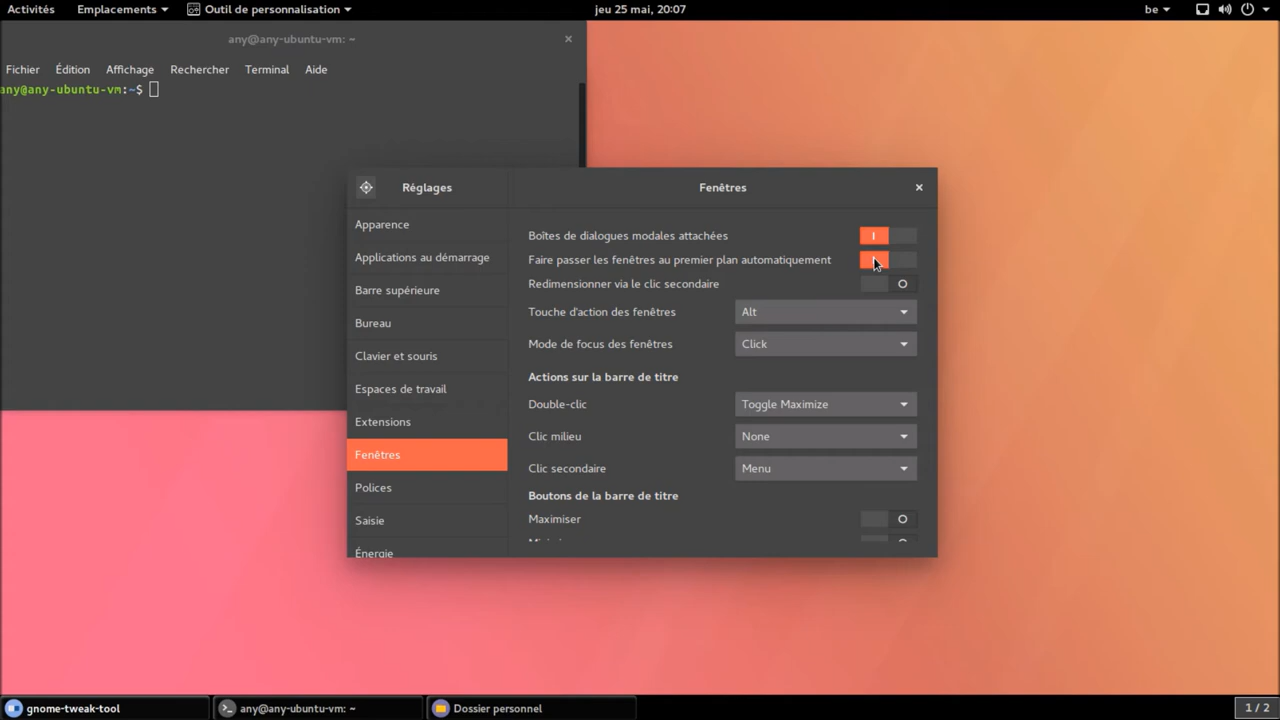 Activités Emplacements Outil de personnalisation jeu 25 mai, 20:07 be
any@any-ubuntu-vm: ~
Fichier Édition Affichage Rechercher Terminal Aide
any@any-ubuntu-vm:~$
Réglages
Apparence
Applications au démarrage
Barre supérieure
Bureau
Clavier et souris
Espaces de travail
Extensions
Fenêtres
Polices
Saisie
Énergie
Fenêtres
Boîtes de dialogues modales attachées
Faire passer les fenêtres au premier plan automatiquement
Redimensionner via le clic secondaire
Touche d'action des fenêtres Alt
Mode de focus des fenêtres Click
Actions sur la barre de titre
Double-clic Toggle Maximize
Clic milieu None
Clic secondaire Menu
Boutons de la barre de titre
Maximiser
gnome-tweak-tool any@any-ubuntu-vm: ~ Dossier personnel 1 / 2